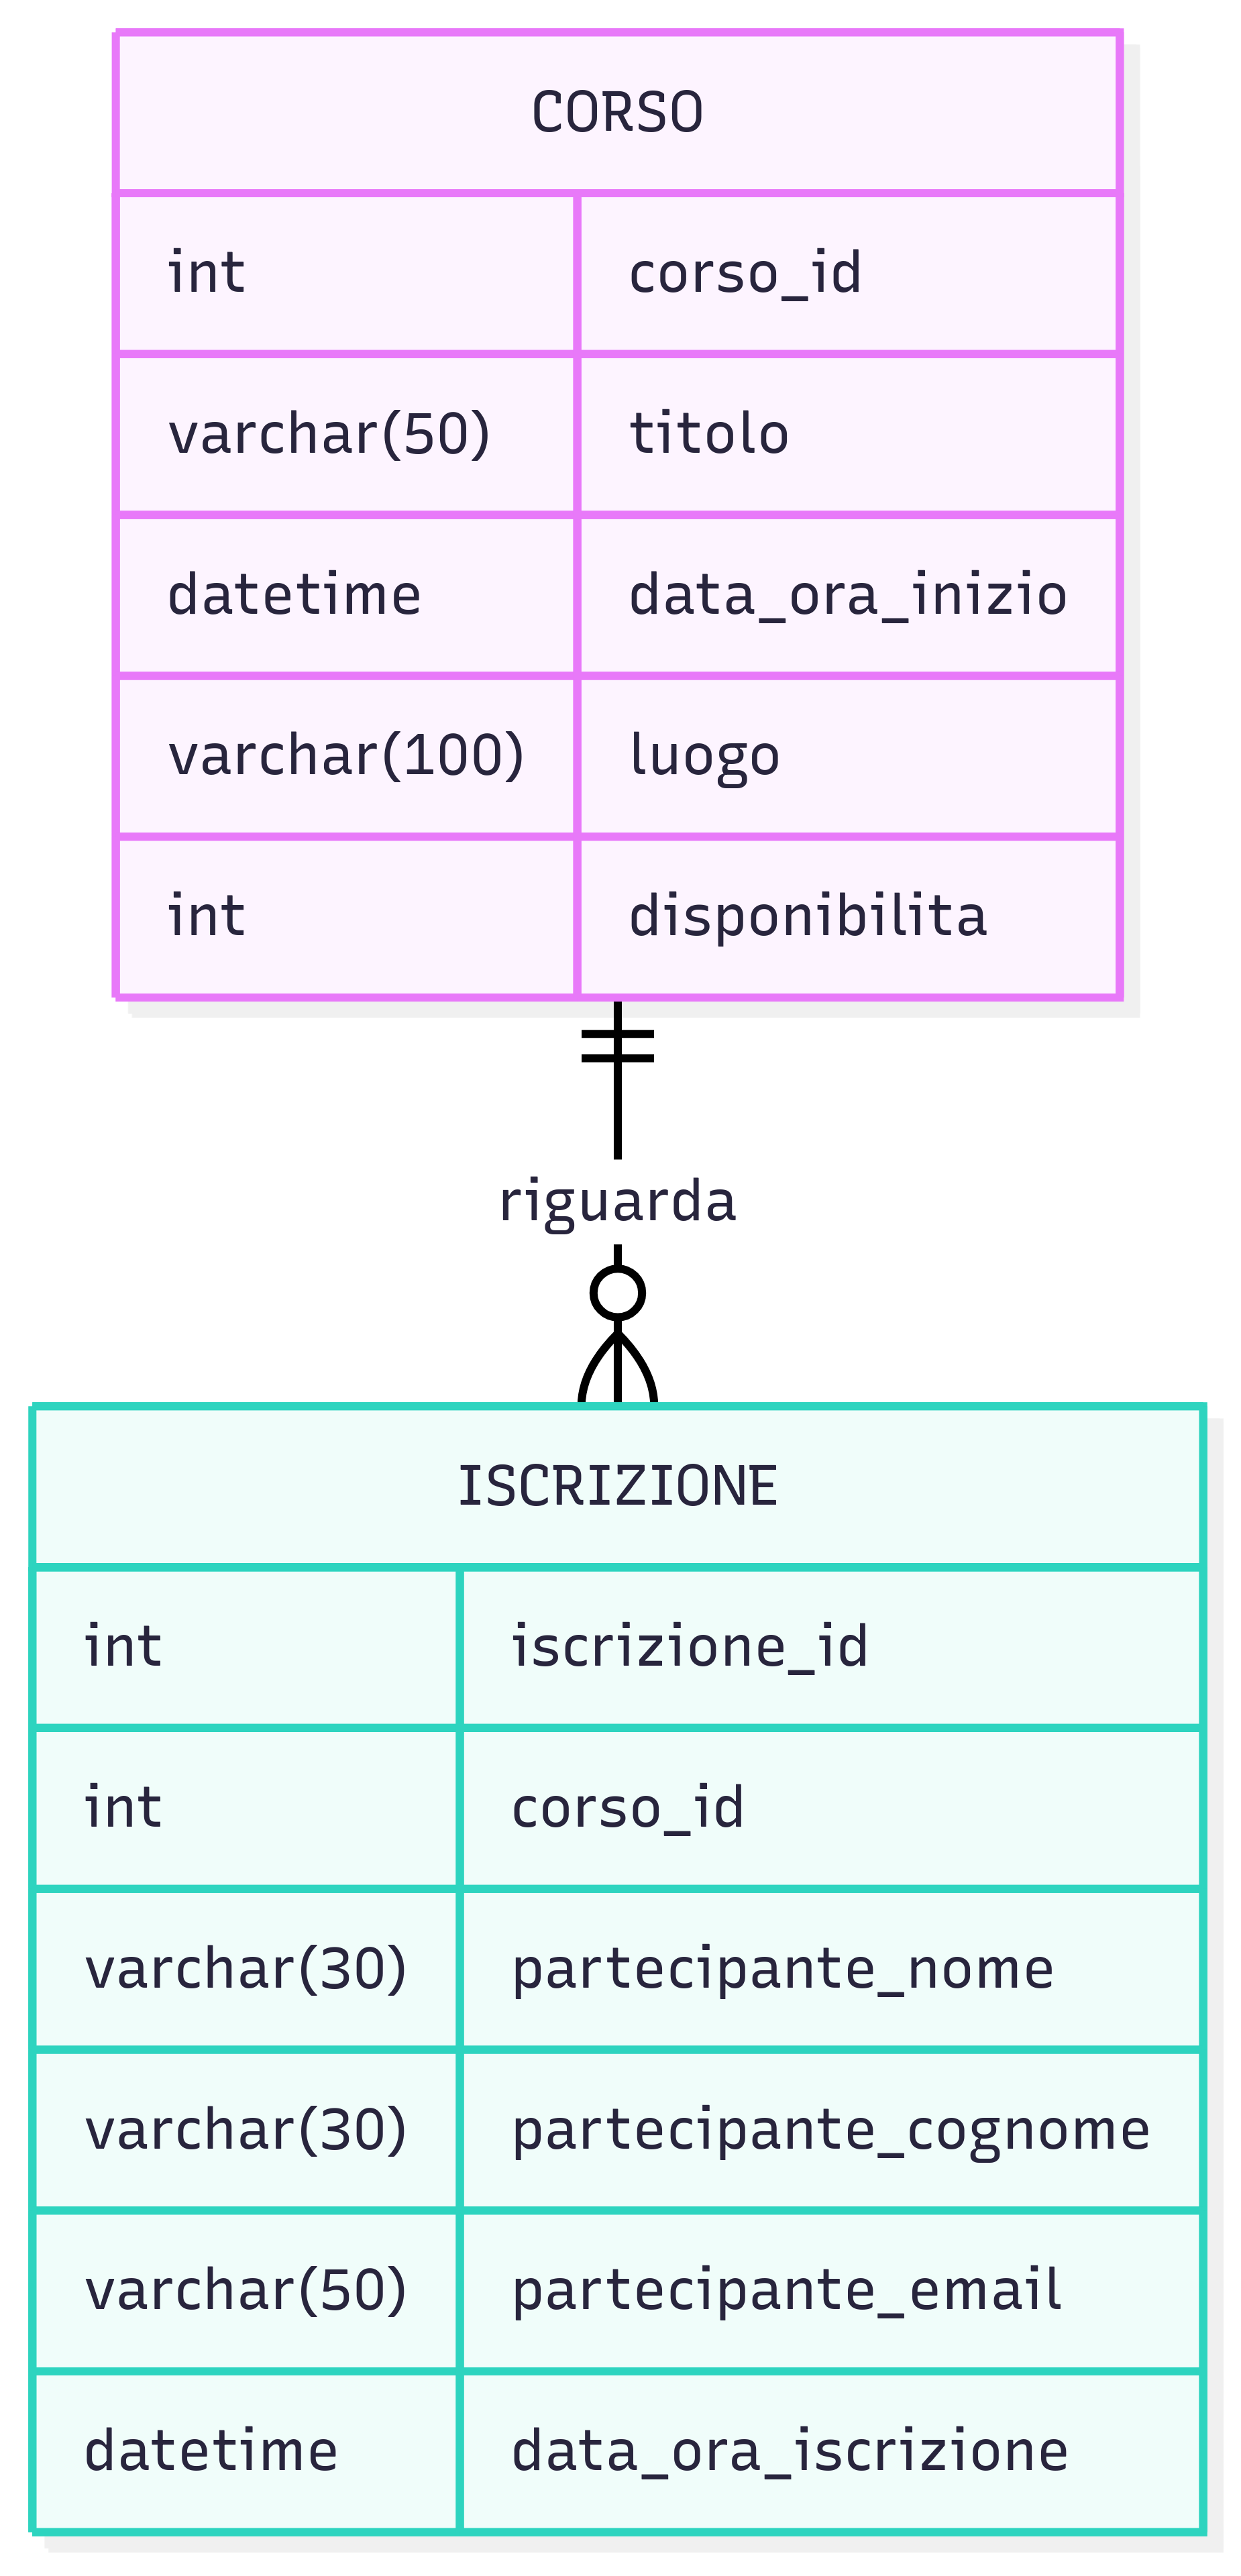 CORSO
int corso_id
varchar(50) titolo
datetime data_ora_inizio
varchar(100) luogo
int disponibilita
riguarda
ISCRIZIONE
int iscrizione_id
int corso_id
varchar(30) partecipante_nome
varchar(30) partecipante_cognome
varchar(50) partecipante_email
datetime data_ora_iscrizione